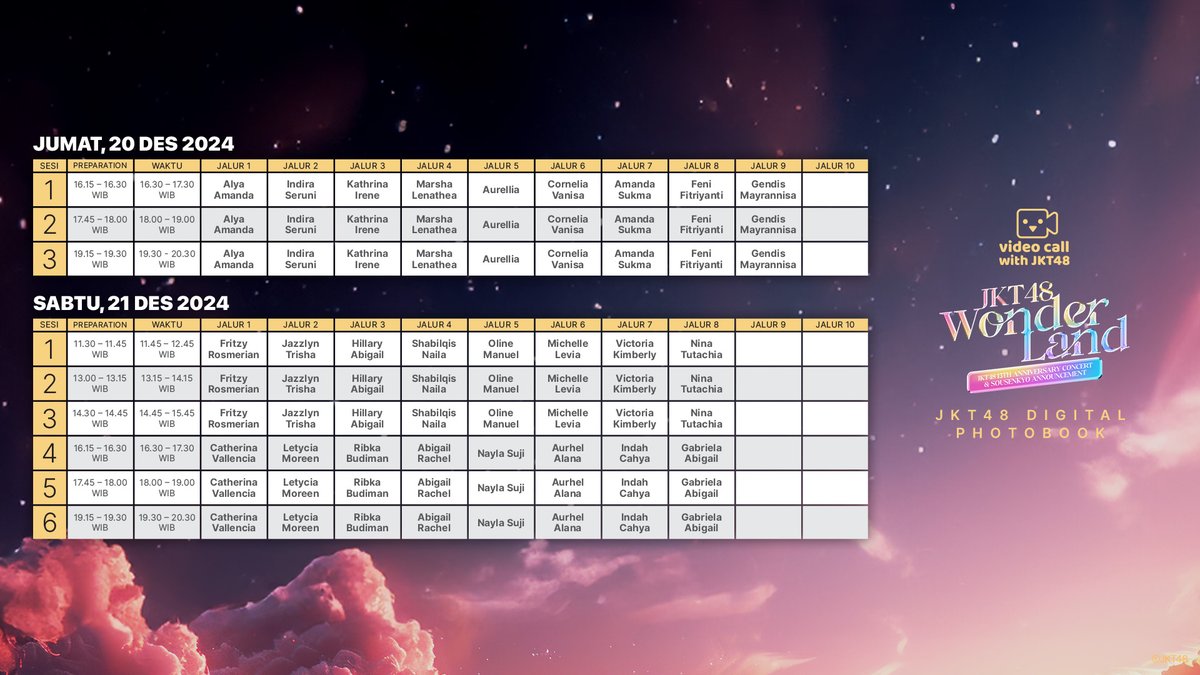 JUMAT, 20 DES 2024
SESI PREPARATION WAKTU JALUR 1 JALUR 2 JALUR 3 JALUR 4 JALUR 5 JALUR 6 JALUR 7 JALUR 8 JALUR 9 JALUR 10
1 16.15 – 16.30 WIB 16.30 – 17.30 WIB Alya Amanda Indira Seruni Kathrina Irene Marsha Lenathea Aurellia Cornelia Vanisa Amanda Sukma Feni Fitriyanti Gendis Mayrannisa
2 17.45 – 18.00 WIB 18.00 – 19.00 WIB Alya Amanda Indira Seruni Kathrina Irene Marsha Lenathea Aurellia Cornelia Vanisa Amanda Sukma Feni Fitriyanti Gendis Mayrannisa
3 19.15 – 19.30 WIB 19.30 - 20.30 WIB Alya Amanda Indira Seruni Kathrina Irene Marsha Lenathea Aurellia Cornelia Vanisa Amanda Sukma Feni Fitriyanti Gendis Mayrannisa
SABTU, 21 DES 2024
SESI PREPARATION WAKTU JALUR 1 JALUR 2 JALUR 3 JALUR 4 JALUR 5 JALUR 6 JALUR 7 JALUR 8 JALUR 9 JALUR 10
1 11.30 – 11.45 WIB 11.45 – 12.45 WIB Fritzy Rosmerian Jazzlyn Trisha Hillary Abigail Shabilqis Naila Oline Manuel Michelle Levia Victoria Kimberly Nina Tutachia
2 13.00 – 13.15 WIB 13.15 – 14.15 WIB Fritzy Rosmerian Jazzlyn Trisha Hillary Abigail Shabilqis Naila Oline Manuel Michelle Levia Victoria Kimberly Nina Tutachia
3 14.30 – 14.45 WIB 14.45 – 15.45 WIB Fritzy Rosmerian Jazzlyn Trisha Hillary Abigail Shabilqis Naila Oline Manuel Michelle Levia Victoria Kimberly Nina Tutachia
4 16.15 – 16.30 WIB 16.30 – 17.30 WIB Catherina Vallencia Letycia Moreen Ribka Budiman Abigail Rachel Nayla Suji Aurhel Alana Indah Cahya Gabriela Abigail
5 17.45 – 18.00 WIB 18.00 – 19.00 WIB Catherina Vallencia Letycia Moreen Ribka Budiman Abigail Rachel Nayla Suji Aurhel Alana Indah Cahya Gabriela Abigail
6 19.15 – 19.30 WIB 19.30 – 20.30 WIB Catherina Vallencia Letycia Moreen Ribka Budiman Abigail Rachel Nayla Suji Aurhel Alana Indah Cahya Gabriela Abigail
video call
with JKT48
JKT48
Wonder
Land
JKT48 13TH ANNIVERSARY CONCERT
& SOUSENKYO ANNOUNCEMENT
JKT48 DIGITAL
PHOTOBOOK
©JKT48